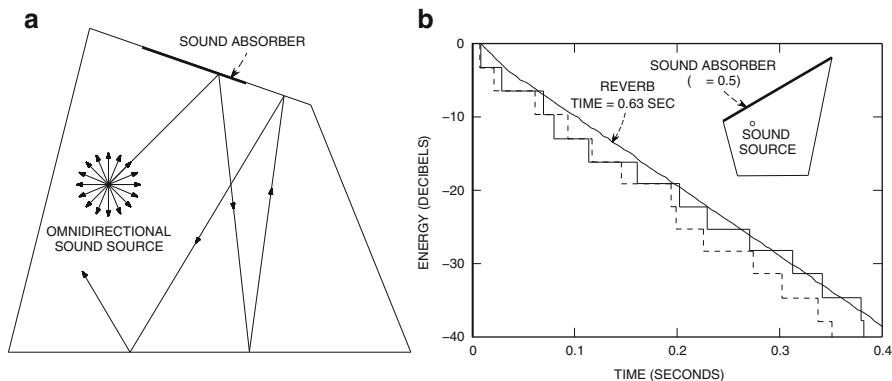 a
SOUND ABSORBER
OMNIDIRECTIONAL
SOUND SOURCE
b
ENERGY (DECIBELS)
0
−10
−20
−30
−40
REVERB
TIME = 0.63 SEC
SOUND ABSORBER
( = 0.5)
SOUND
SOURCE
0 0.1 0.2 0.3 0.4
TIME (SECONDS)